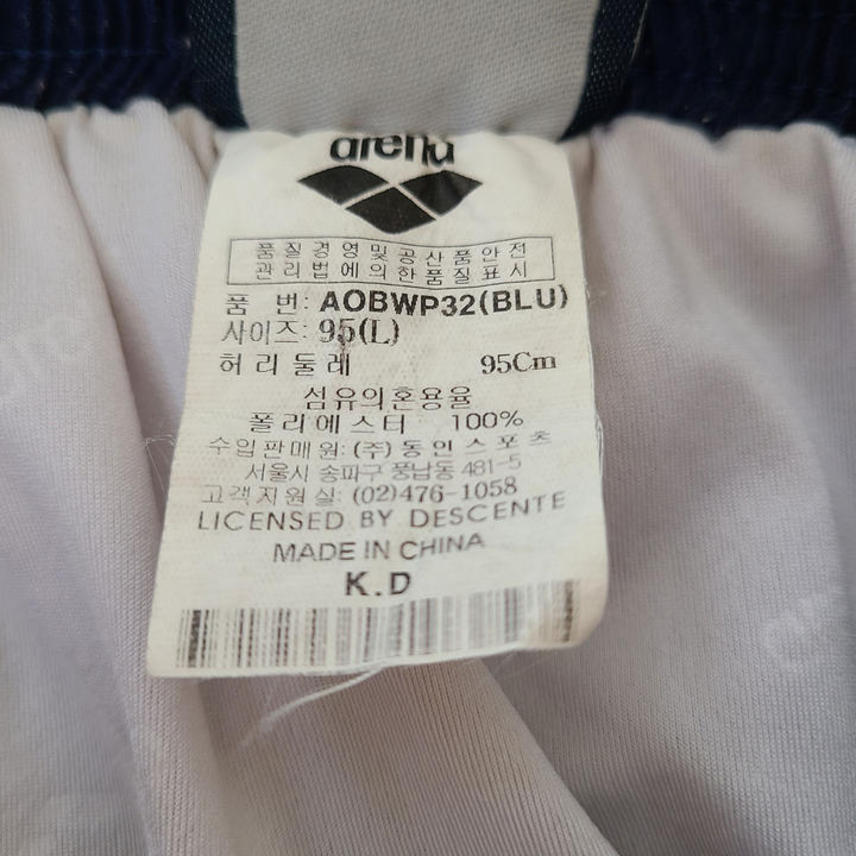 arena
품질경영및공산품안전
관리법에의한품질표시
품 번: AOBWP32(BLU)
사이즈: 95(L)
허리둘레 95Cm
섬유의혼용율
폴리에스터 100%
수입판매원: (주) 동인스포츠
서울시 송파구 풍납동 481-5
고객지원실: (02)476-1058
LICENSED BY DESCENTE
MADE IN CHINA
K.D